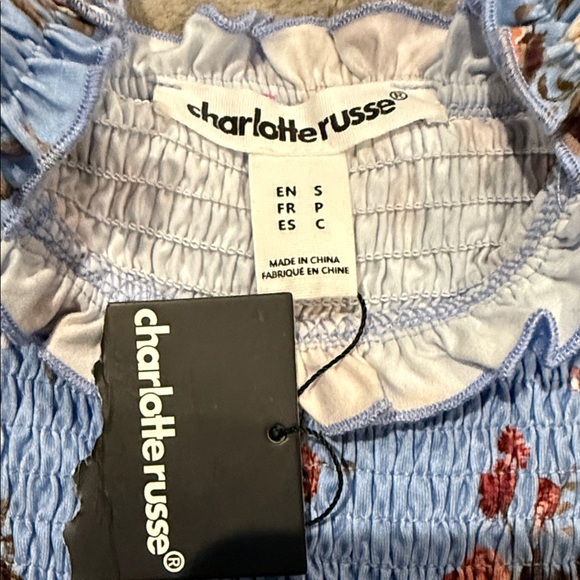 charlotte russe®
EN S
FR P
ES C
MADE IN CHINA
FABRIQUÉ EN CHINE
charlotte russe®